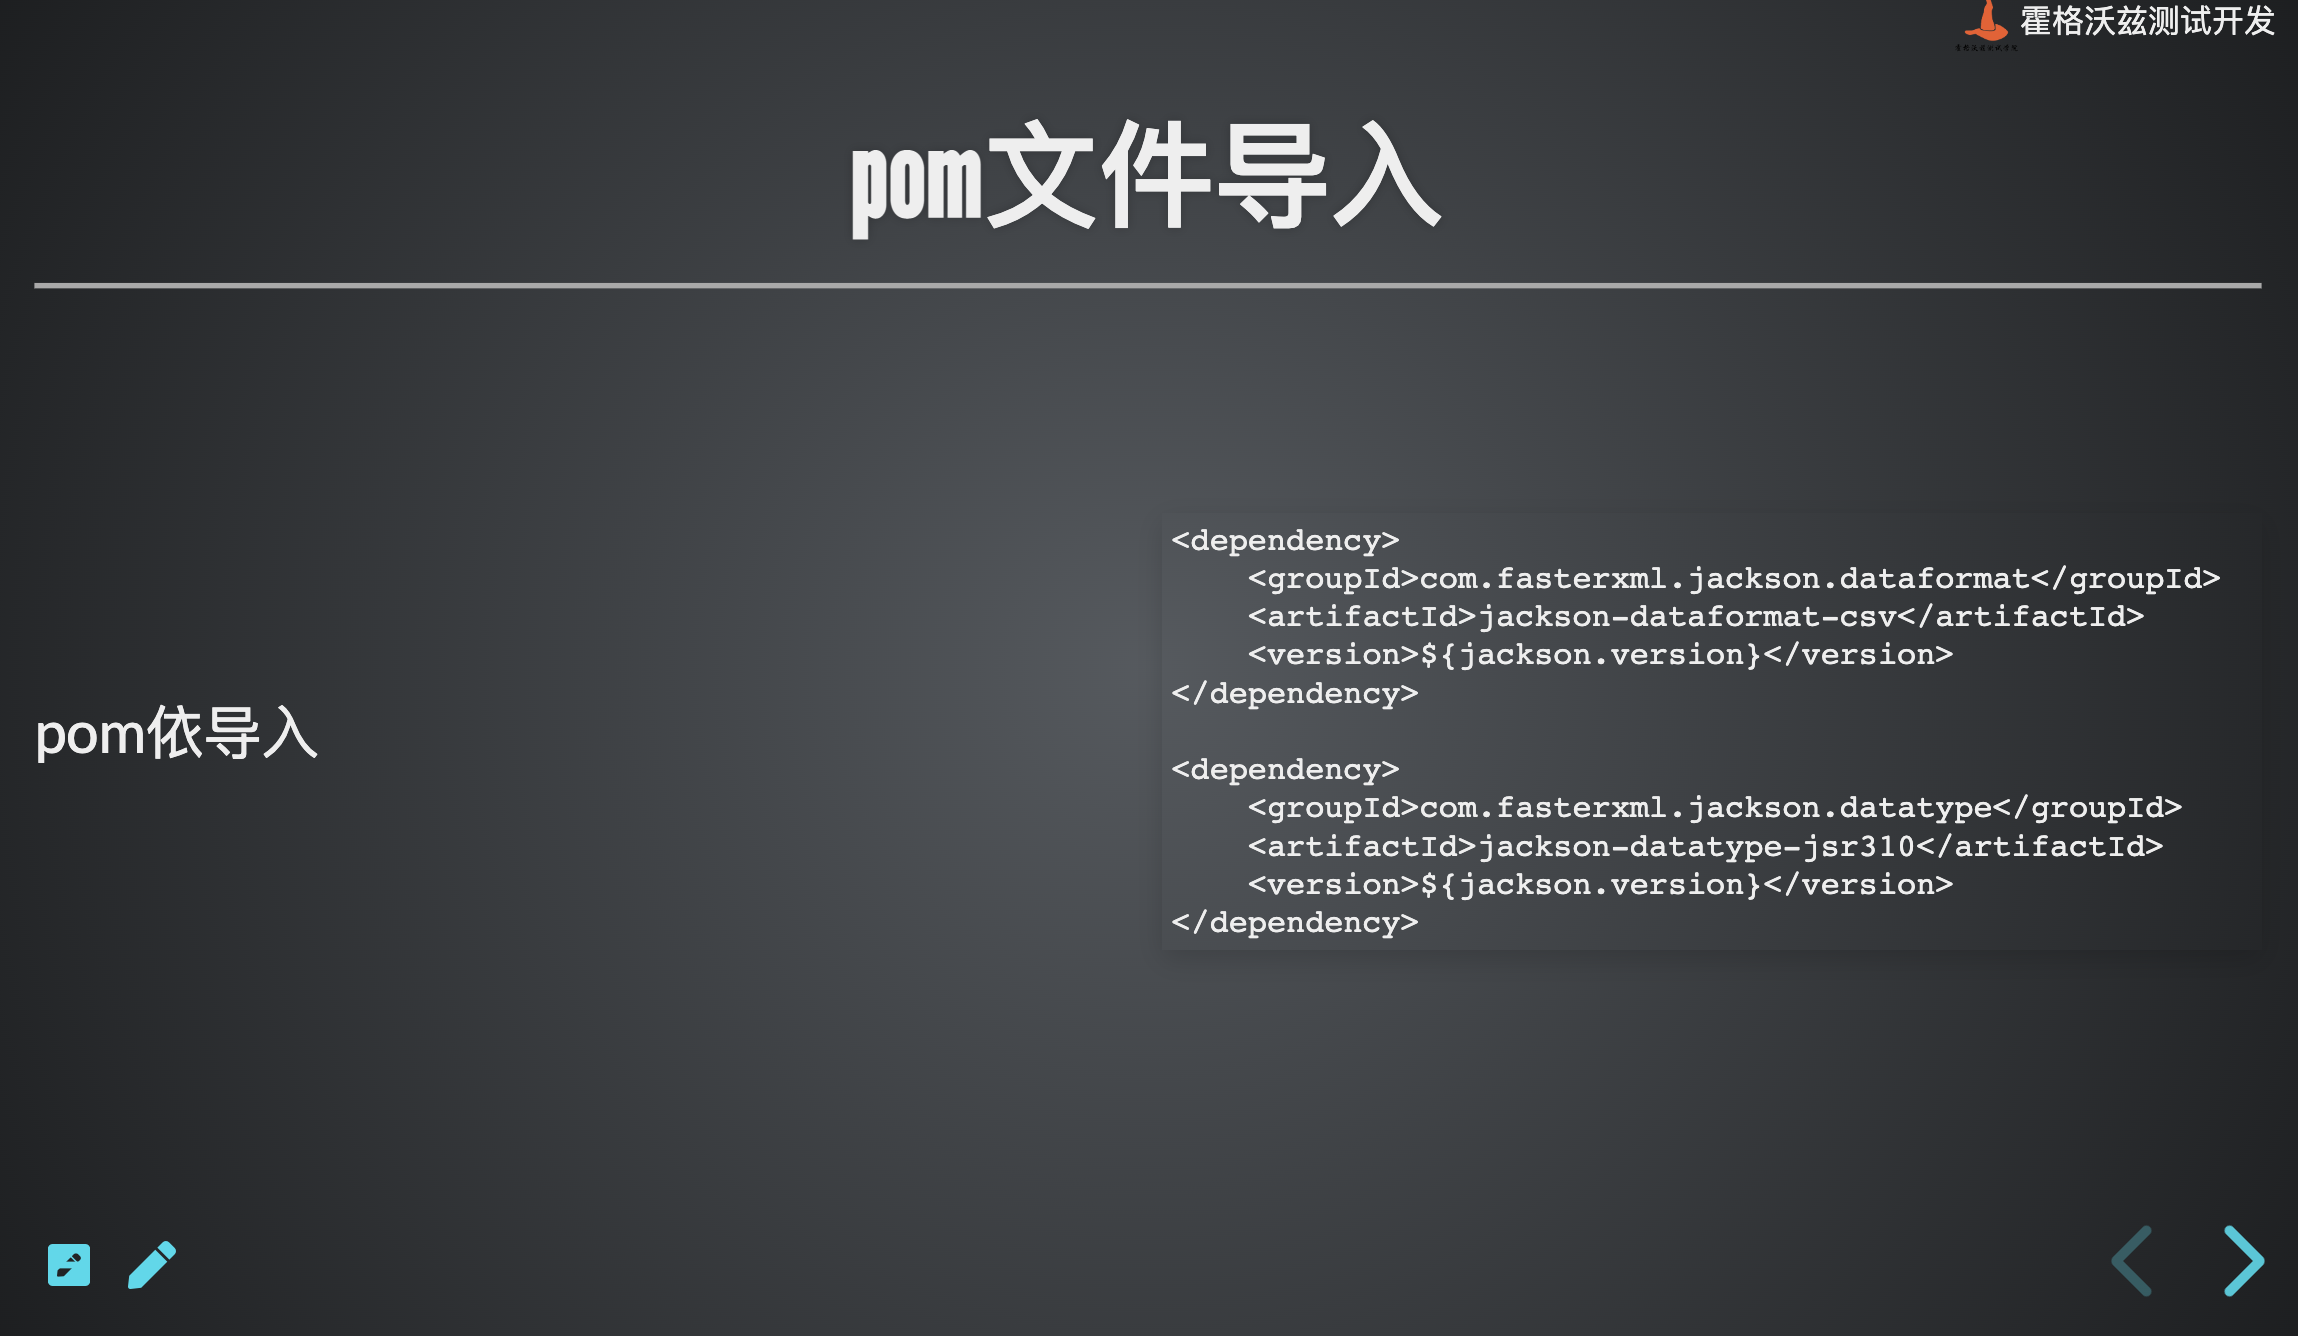 霍格沃兹测试开发
pom文件导入
pom依导入
<dependency>
    <groupId>com.fasterxml.jackson.dataformat</groupId>
    <artifactId>jackson-dataformat-csv</artifactId>
    <version>${jackson.version}</version>
</dependency>

<dependency>
    <groupId>com.fasterxml.jackson.datatype</groupId>
    <artifactId>jackson-datatype-jsr310</artifactId>
    <version>${jackson.version}</version>
</dependency>